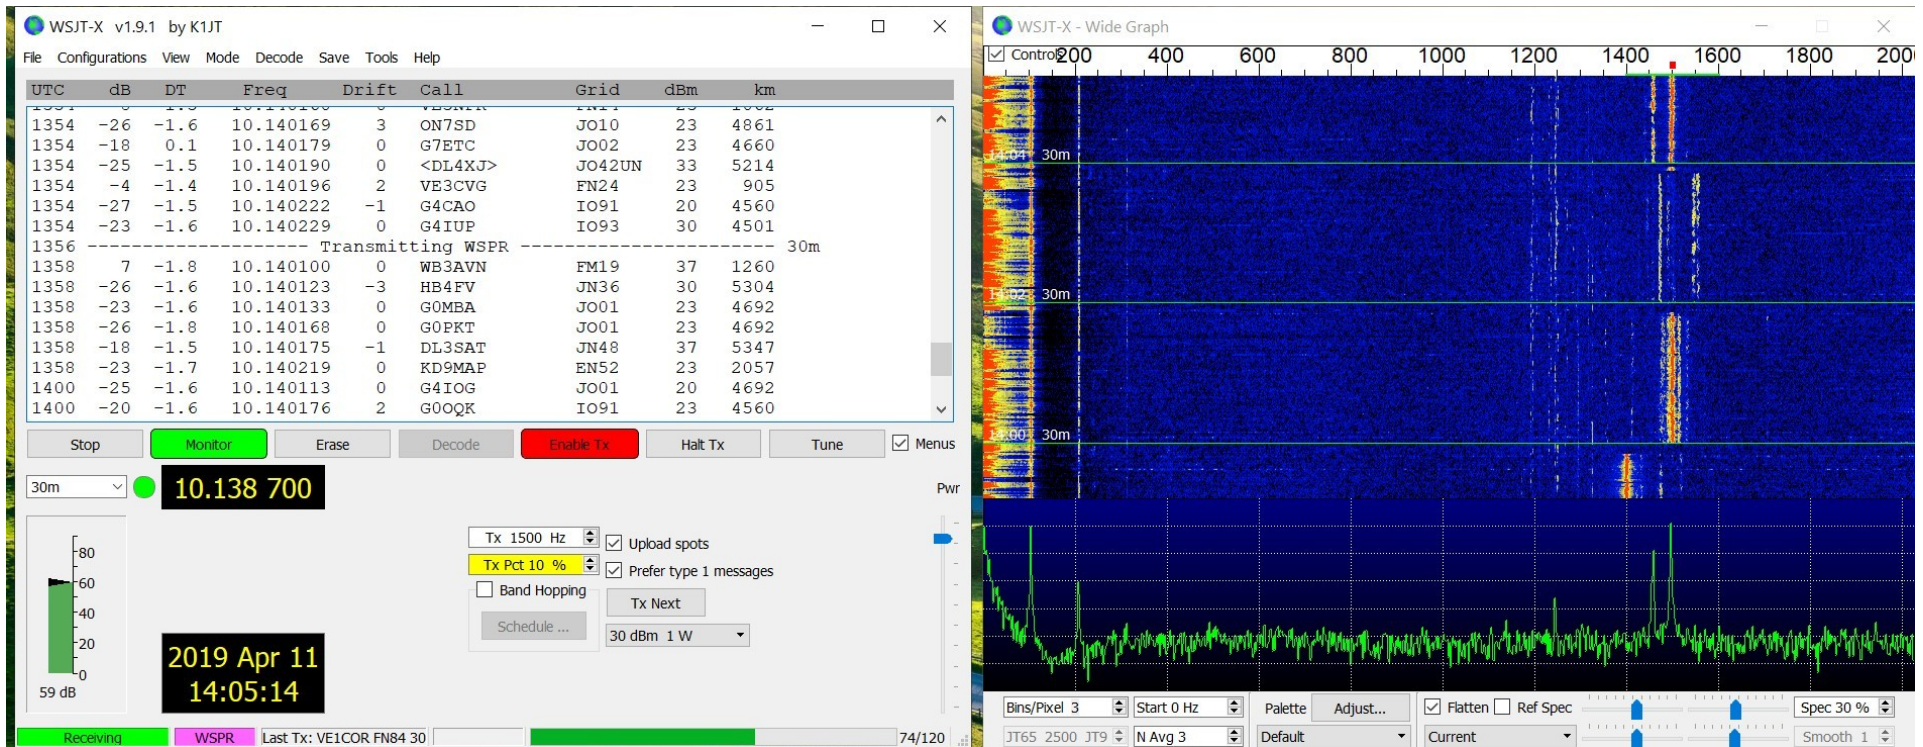 WSJT-X v1.9.1 by K1JT
File Configurations View Mode Decode Save Tools Help
UTC dB DT Freq Drift Call Grid dBm km
1354 -26 -1.6 10.140169 3 ON7SD JO10 23 4861
1354 -18 0.1 10.140179 0 G7ETC JO02 23 4660
1354 -25 -1.5 10.140190 0 <DL4XJ> JO42UN 33 5214
1354 -4 -1.4 10.140196 2 VE3CVG FN24 23 905
1354 -27 -1.5 10.140222 -1 G4CAO IO91 20 4560
1354 -23 -1.6 10.140229 0 G4IUP IO93 30 4501
1356 -------------------- Transmitting WSPR ----------------------- 30m
1358 7 -1.8 10.140100 0 WB3AVN FM19 37 1260
1358 -26 -1.6 10.140123 -3 HB4FV JN36 30 5304
1358 -23 -1.6 10.140133 0 G0MBA JO01 23 4692
1358 -26 -1.8 10.140168 0 G0PKT JO01 23 4692
1358 -18 -1.5 10.140175 -1 DL3SAT JN48 37 5347
1358 -23 -1.7 10.140219 0 KD9MAP EN52 23 2057
1400 -25 -1.6 10.140113 0 G4IOG JO01 20 4692
1400 -20 -1.6 10.140176 2 G0OQK IO91 23 4560
Stop Monitor Erase Decode Enable Tx Halt Tx Tune Menus
30m 10.138 700 Pwr
Tx 1500 Hz Upload spots
Tx Pct 10 % Prefer type 1 messages
Band Hopping Tx Next
Schedule ... 30 dBm 1 W
80
60
40
20
0
59 dB
2019 Apr 11
14:05:14
Receiving WSPR Last Tx: VE1COR FN84 30 74/120
WSJT-X - Wide Graph
Controls 200 400 600 800 1000 1200 1400 1600 1800 200
14:04 30m
14:02 30m
14:00 30m
Bins/Pixel 3 Start 0 Hz Palette Adjust... Flatten Ref Spec Spec 30 %
JT65 2500 JT9 N Avg 3 Default Current Smooth 1